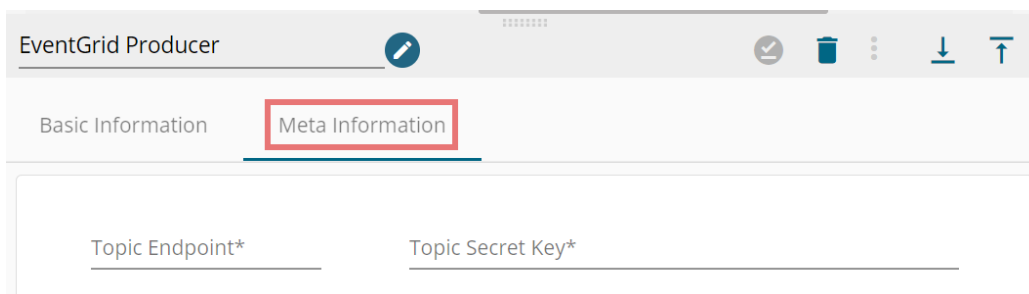 EventGrid Producer
Basic Information Meta Information
Topic Endpoint* Topic Secret Key*